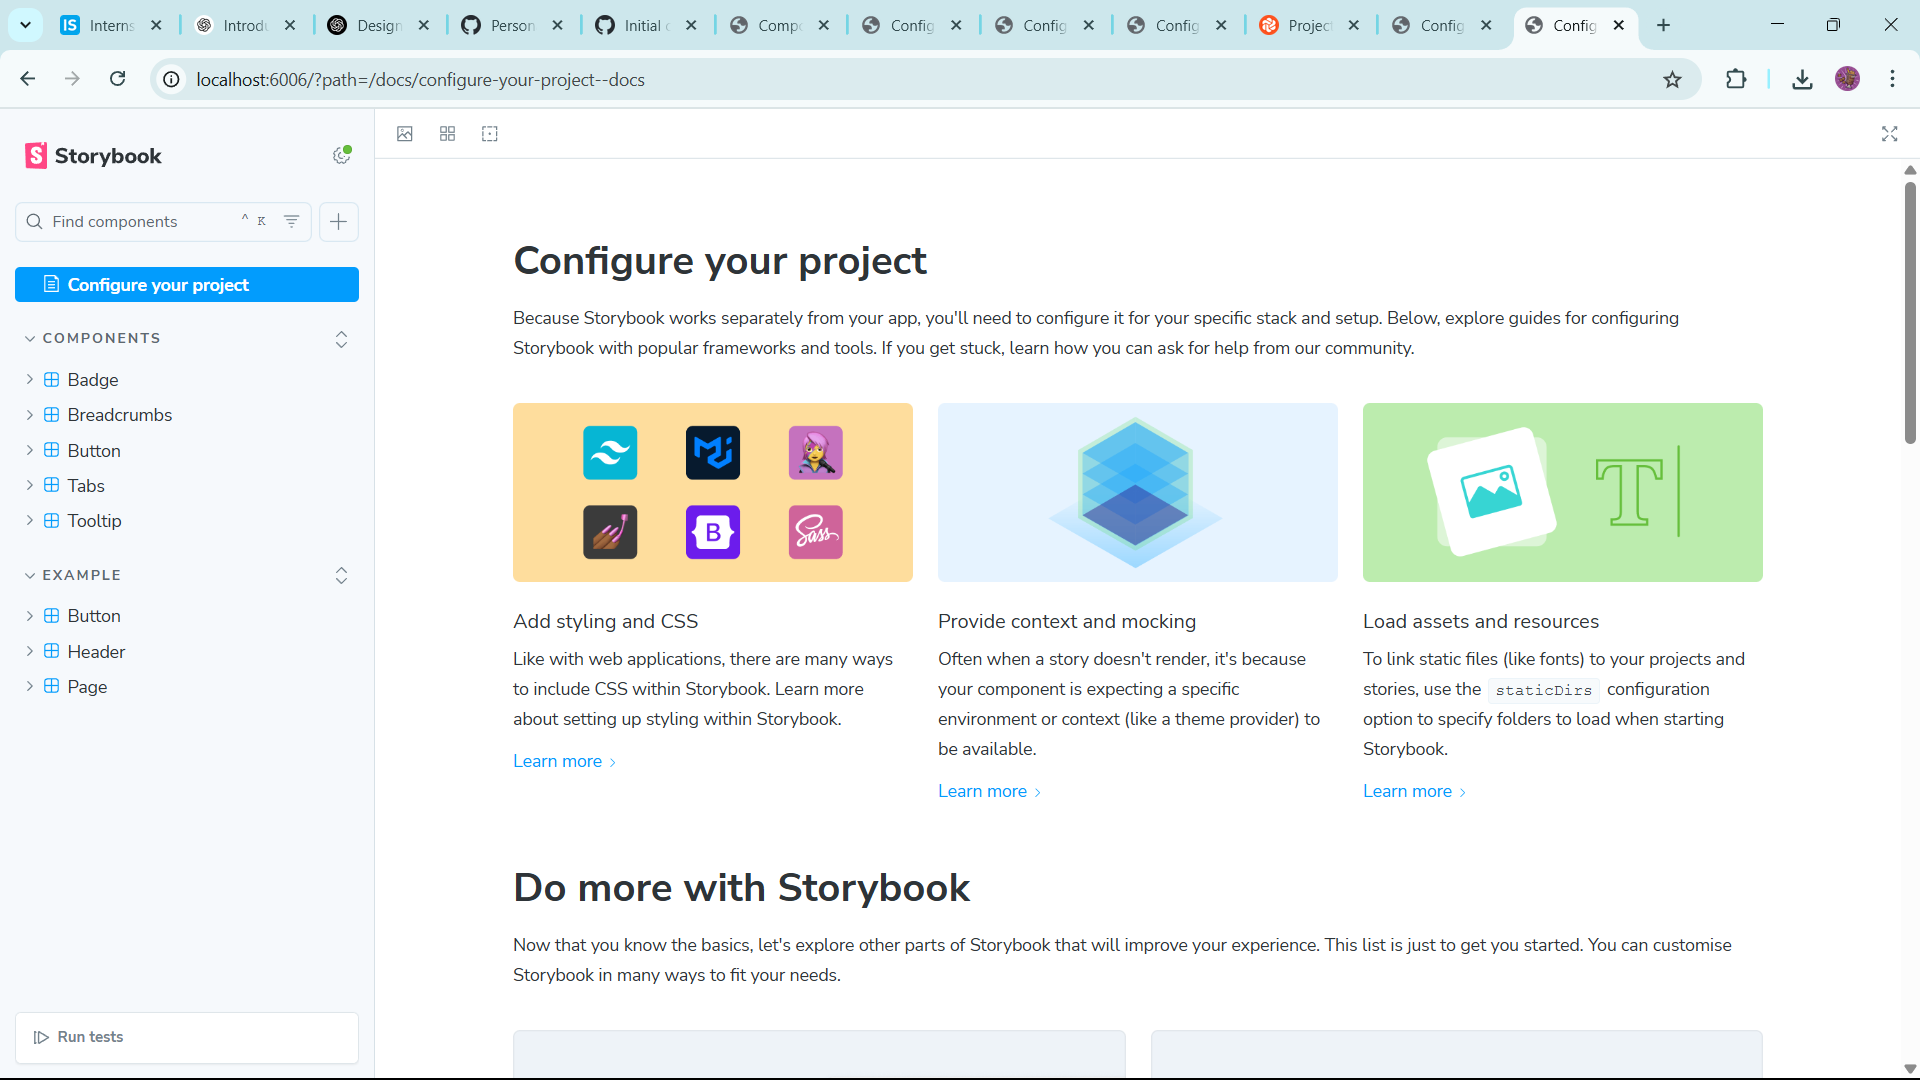 Interns
Introdu
Design
Person
Initial c
Compo
Config
Config
Config
Project
Config
Config
localhost:6006/?path=/docs/configure-your-project--docs
Storybook
Find components
^ K
Configure your project
COMPONENTS
Badge
Breadcrumbs
Button
Tabs
Tooltip
EXAMPLE
Button
Header
Page
Run tests
Configure your project
Because Storybook works separately from your app, you'll need to configure it for your specific stack and setup. Below, explore guides for configuring
Storybook with popular frameworks and tools. If you get stuck, learn how you can ask for help from our community.
B
Sass
T
Add styling and CSS
Like with web applications, there are many ways
to include CSS within Storybook. Learn more
about setting up styling within Storybook.
Learn more
Provide context and mocking
Often when a story doesn't render, it's because
your component is expecting a specific
environment or context (like a theme provider) to
be available.
Learn more
Load assets and resources
To link static files (like fonts) to your projects and
stories, use the staticDirs configuration
option to specify folders to load when starting
Storybook.
Learn more
Do more with Storybook
Now that you know the basics, let's explore other parts of Storybook that will improve your experience. This list is just to get you started. You can customise
Storybook in many ways to fit your needs.